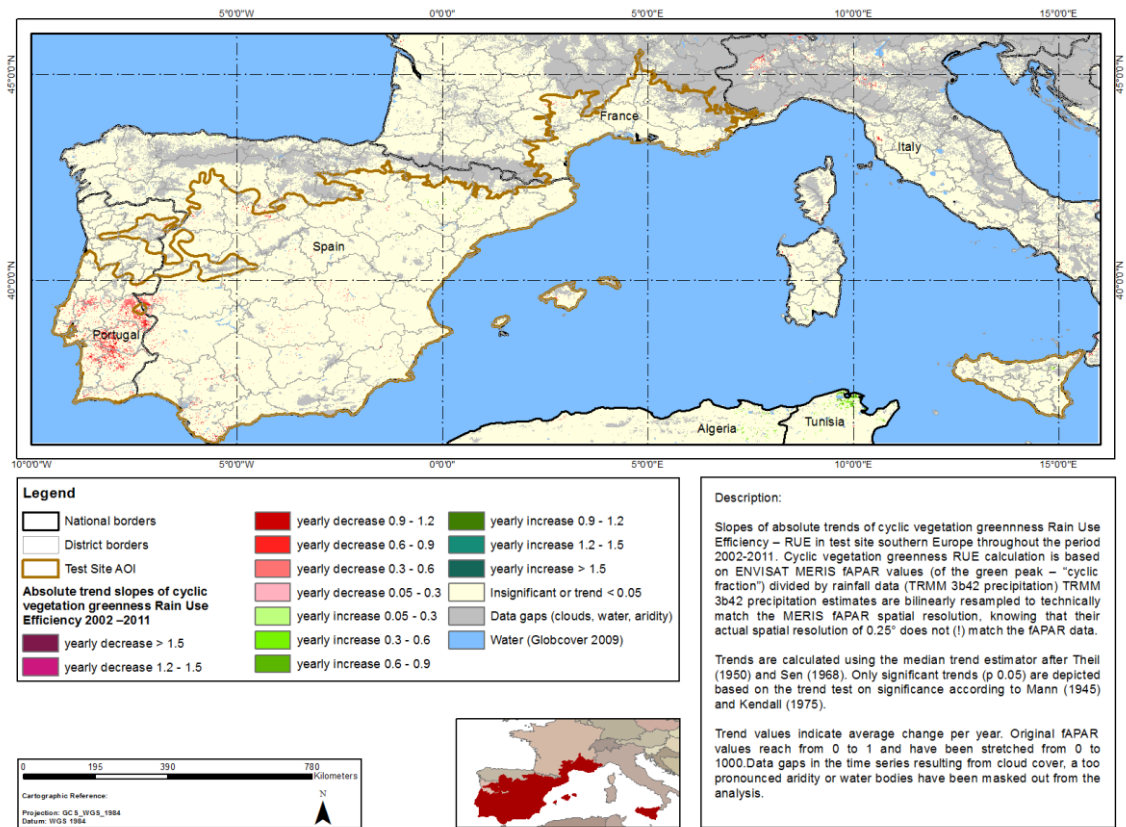 5°0'0"W 0°0'0" 5°0'0"E 10°0'0"E 15°0'0"E
45°0'0"N 45°0'0"N
France
Italy
Spain
40°0'0"N 40°0'0"N
Portugal
Algeria Tunisia
10°0'0"W 5°0'0"W 0°0'0" 5°0'0"E 10°0'0"E 15°0'0"E
Legend
National borders
District borders
Test Site AOI
Absolute trend slopes of cyclic
vegetation greenness Rain Use
Efficiency 2002 –2011
yearly decrease > 1.5
yearly decrease 1.2 - 1.5
yearly decrease 0.9 - 1.2
yearly decrease 0.6 - 0.9
yearly decrease 0.3 - 0.6
yearly decrease 0.05 - 0.3
yearly increase 0.05 - 0.3
yearly increase 0.3 - 0.6
yearly increase 0.6 - 0.9
yearly increase 0.9 - 1.2
yearly increase 1.2 - 1.5
yearly increase > 1.5
Insignificant or trend < 0.05
Data gaps (clouds, water, aridity)
Water (Globcover 2009)
Description:
Slopes of absolute trends of cyclic vegetation greennness Rain Use
Efficiency – RUE in test site southern Europe throughout the period
2002-2011. Cyclic vegetation greenness RUE calculation is based
on ENVISAT MERIS fAPAR values (of the green peak – "cyclic
fraction") divided by rainfall data (TRMM 3b42 precipitation) TRMM
3b42 precipitation estimates are bilinearly resampled to technically
match the MERIS fAPAR spatial resolution, knowing that their
actual spatial resolution of 0.25° does not (!) match the fAPAR data.
Trends are calculated using the median trend estimator after Theil
(1950) and Sen (1968). Only significant trends (p 0.05) are depicted
based on the trend test on significance according to Mann (1945)
and Kendall (1975).
Trend values indicate average change per year. Original fAPAR
values reach from 0 to 1 and have been stretched from 0 to
1000.Data gaps in the time series resulting from cloud cover, a too
pronounced aridity or water bodies have been masked out from the
analysis.
0 195 390 780
Kilometers
Cartographic Reference:
N
Projection: GCS_WGS_1984
Datum: WGS 1984